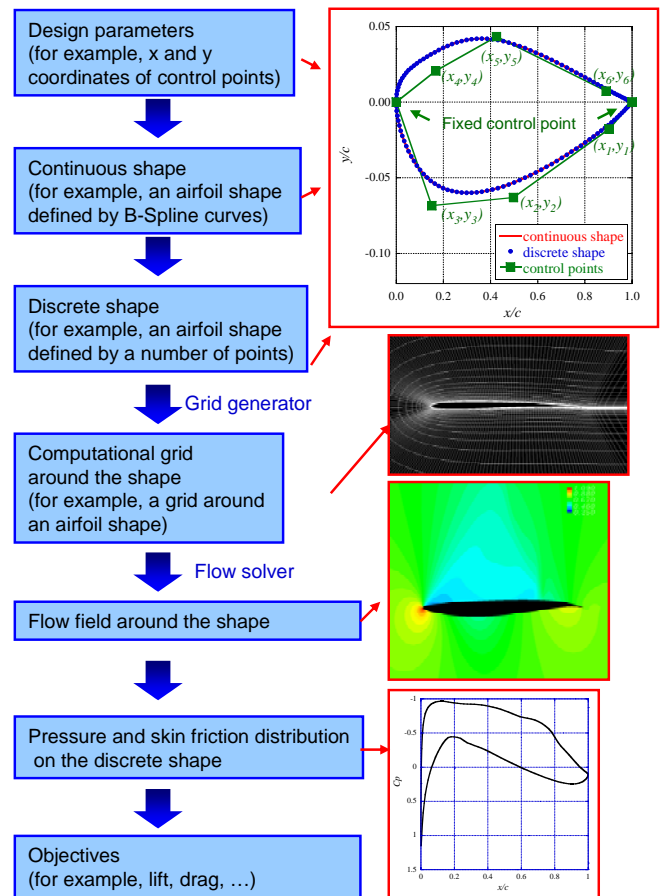 Design parameters
(for example, x and y
coordinates of control points)
Continuous shape
(for example, an airfoil shape
defined by B-Spline curves)
Discrete shape
(for example, an airfoil shape
defined by a number of points)
Grid generator
Computational grid
around the shape
(for example, a grid around
an airfoil shape)
Flow solver
Flow field around the shape
Pressure and skin friction distribution
on the discrete shape
Objectives
(for example, lift, drag, …)
0.05
0.00
-0.05
-0.10
y/c
(x4,y4)
(x5,y5)
(x6,y6)
Fixed control point
(x1,y1)
(x2,y2)
(x3,y3)
continuous shape
discrete shape
control points
0.0 0.2 0.4 0.6 0.8 1.0
x/c
-1
-0.5
0
0.5
1
1.5
Cp
0 0.2 0.4 0.6 0.8 1
x/c